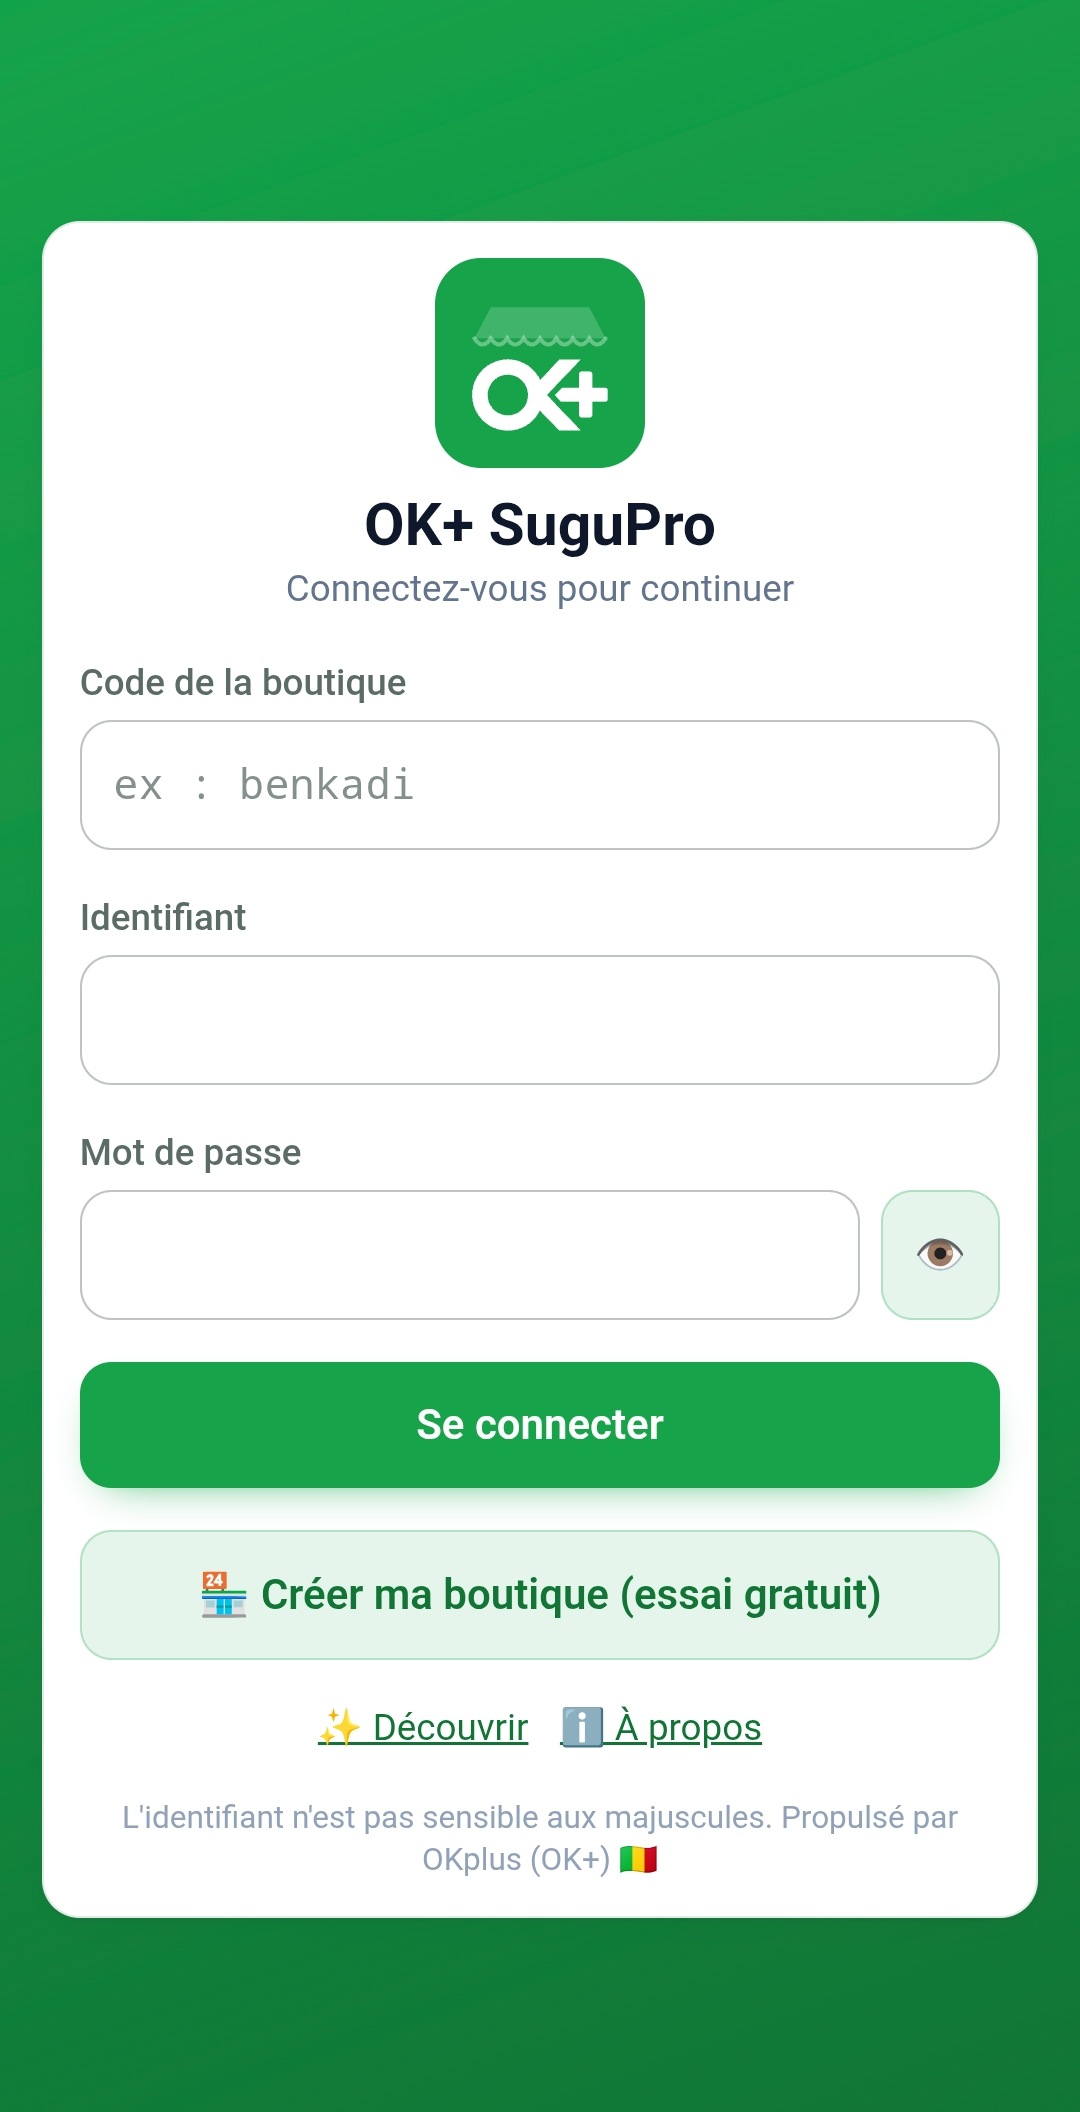 OK+
OK+ SuguPro
Connectez-vous pour continuer
Code de la boutique
ex : benkadi
Identifiant
Mot de passe
👁️
Se connecter
🏪 Créer ma boutique (essai gratuit)
✨ Découvrir ℹ️ À propos
L'identifiant n'est pas sensible aux majuscules. Propulsé par
OKplus (OK+) 🇲🇱